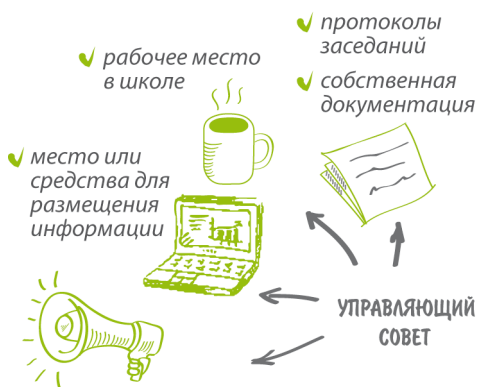 протоколы
заседаний
рабочее место
в школе
собственная
документация
место или
средства для
размещения
информации
УПРАВЛЯЮЩИЙ
СОВЕТ